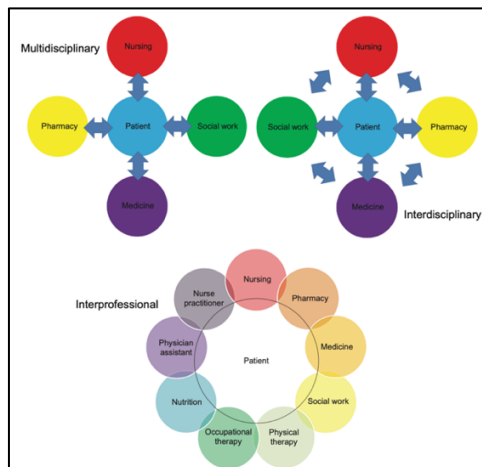 Multidisciplinary
Nursing
Pharmacy
Patient
Social work
Medicine
Nursing
Social work
Patient
Pharmacy
Medicine
Interdisciplinary
Interprofessional
Nursing
Nurse
practitioner
Pharmacy
Physician
assistant
Medicine
Patient
Nutrition
Social work
Occupational
therapy
Physical
therapy